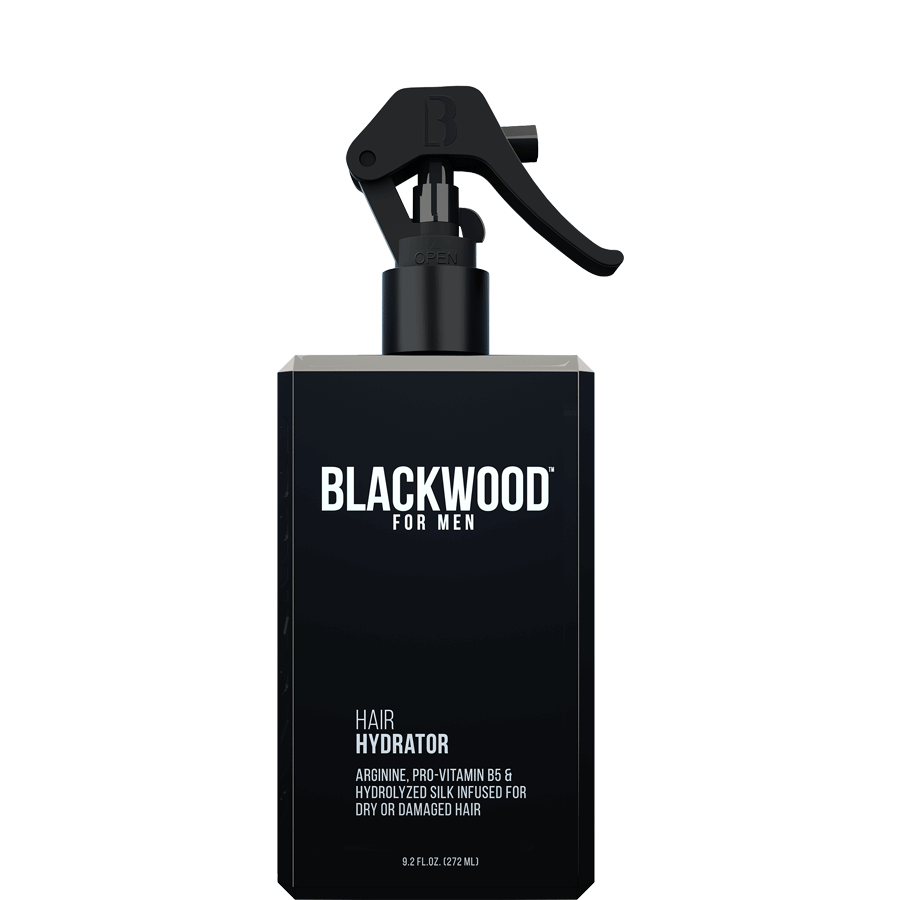 B
OPEN
BLACKWOOD™
FOR MEN
HAIR
HYDRATOR
ARGININE, PRO-VITAMIN B5 &
HYDROLYZED SILK INFUSED FOR
DRY OR DAMAGED HAIR
9.2 FL.OZ. (272 ML)